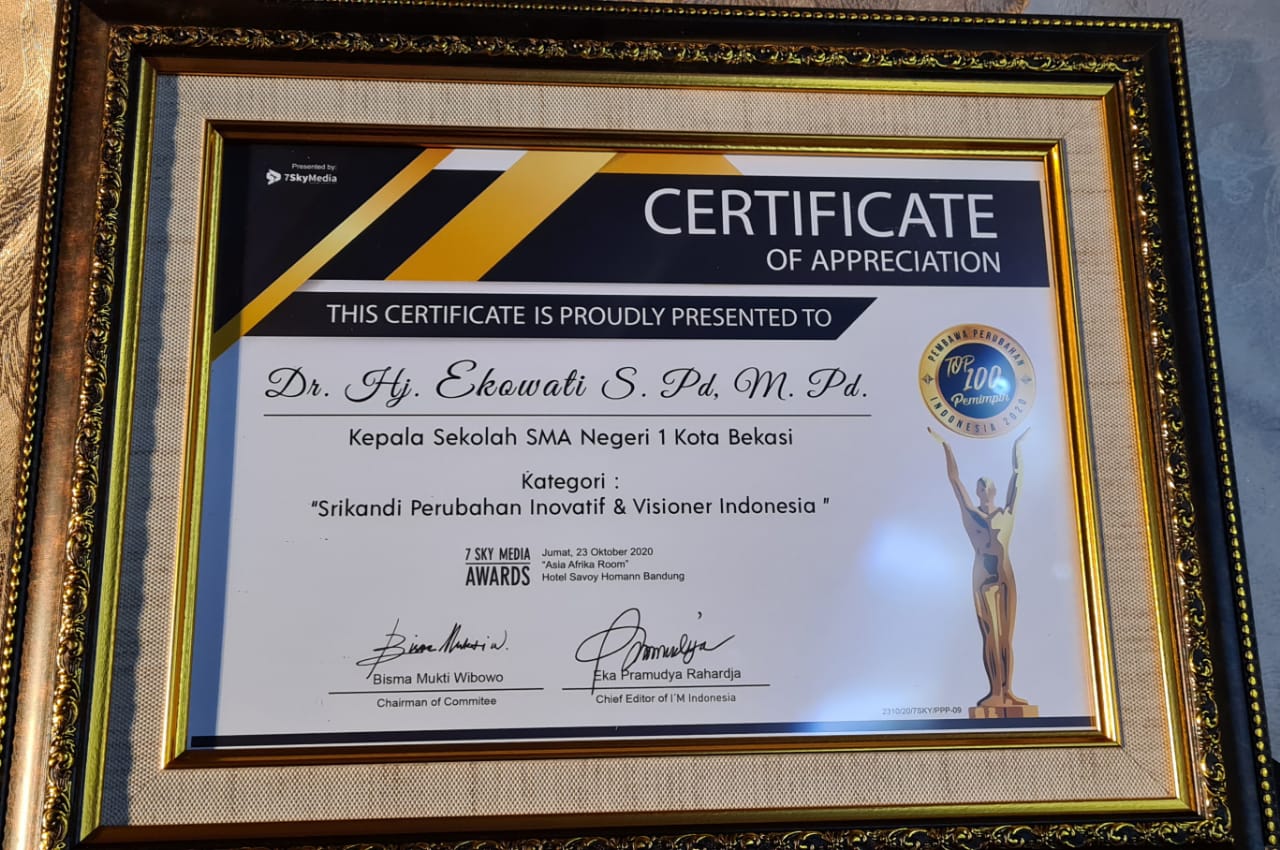 Presented by:
7SkyMedia
CERTIFICATE
OF APPRECIATION
THIS CERTIFICATE IS PROUDLY PRESENTED TO
Dr. Hj. Ekowati S. Pd, M. Pd.
Kepala Sekolah SMA Negeri 1 Kota Bekasi
Kategori :
“Srikandi Perubahan Inovatif & Visioner Indonesia ”
PEMBAWA PERUBAHAN
TOP
100
Pemimpin
INDONESIA 2020
7 SKY MEDIA
AWARDS
Jumat, 23 Oktober 2020
"Asia Afrika Room"
Hotel Savoy Homann Bandung
Bisma Mukti Wibowo
Chairman of Commitee
Eka Pramudya Rahardja
Chief Editor of I'M Indonesia
2310/20/7SKY/PPP-09